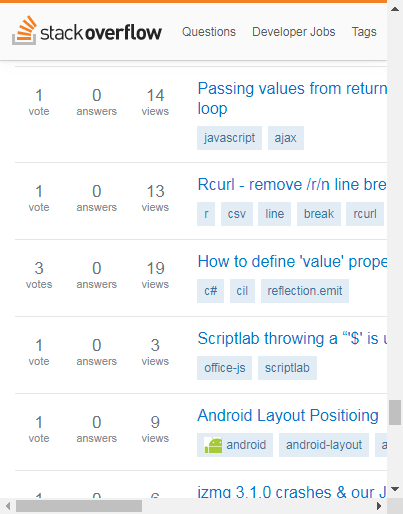 stackoverflow Questions Developer Jobs Tags
1 0 14 Passing values from return
vote answers views loop
javascript ajax
1 0 13 Rcurl - remove /r/n line bre
vote answers views r csv line break rcurl
3 0 19 How to define 'value' prope
votes answers views c# cil reflection.emit
1 0 3 Scriptlab throwing a “'$' is u
vote answers views office-js scriptlab
1 0 9 Android Layout Positioing
vote answers views android android-layout a
1 0 6 jzmq 3.1.0 crashes & our J